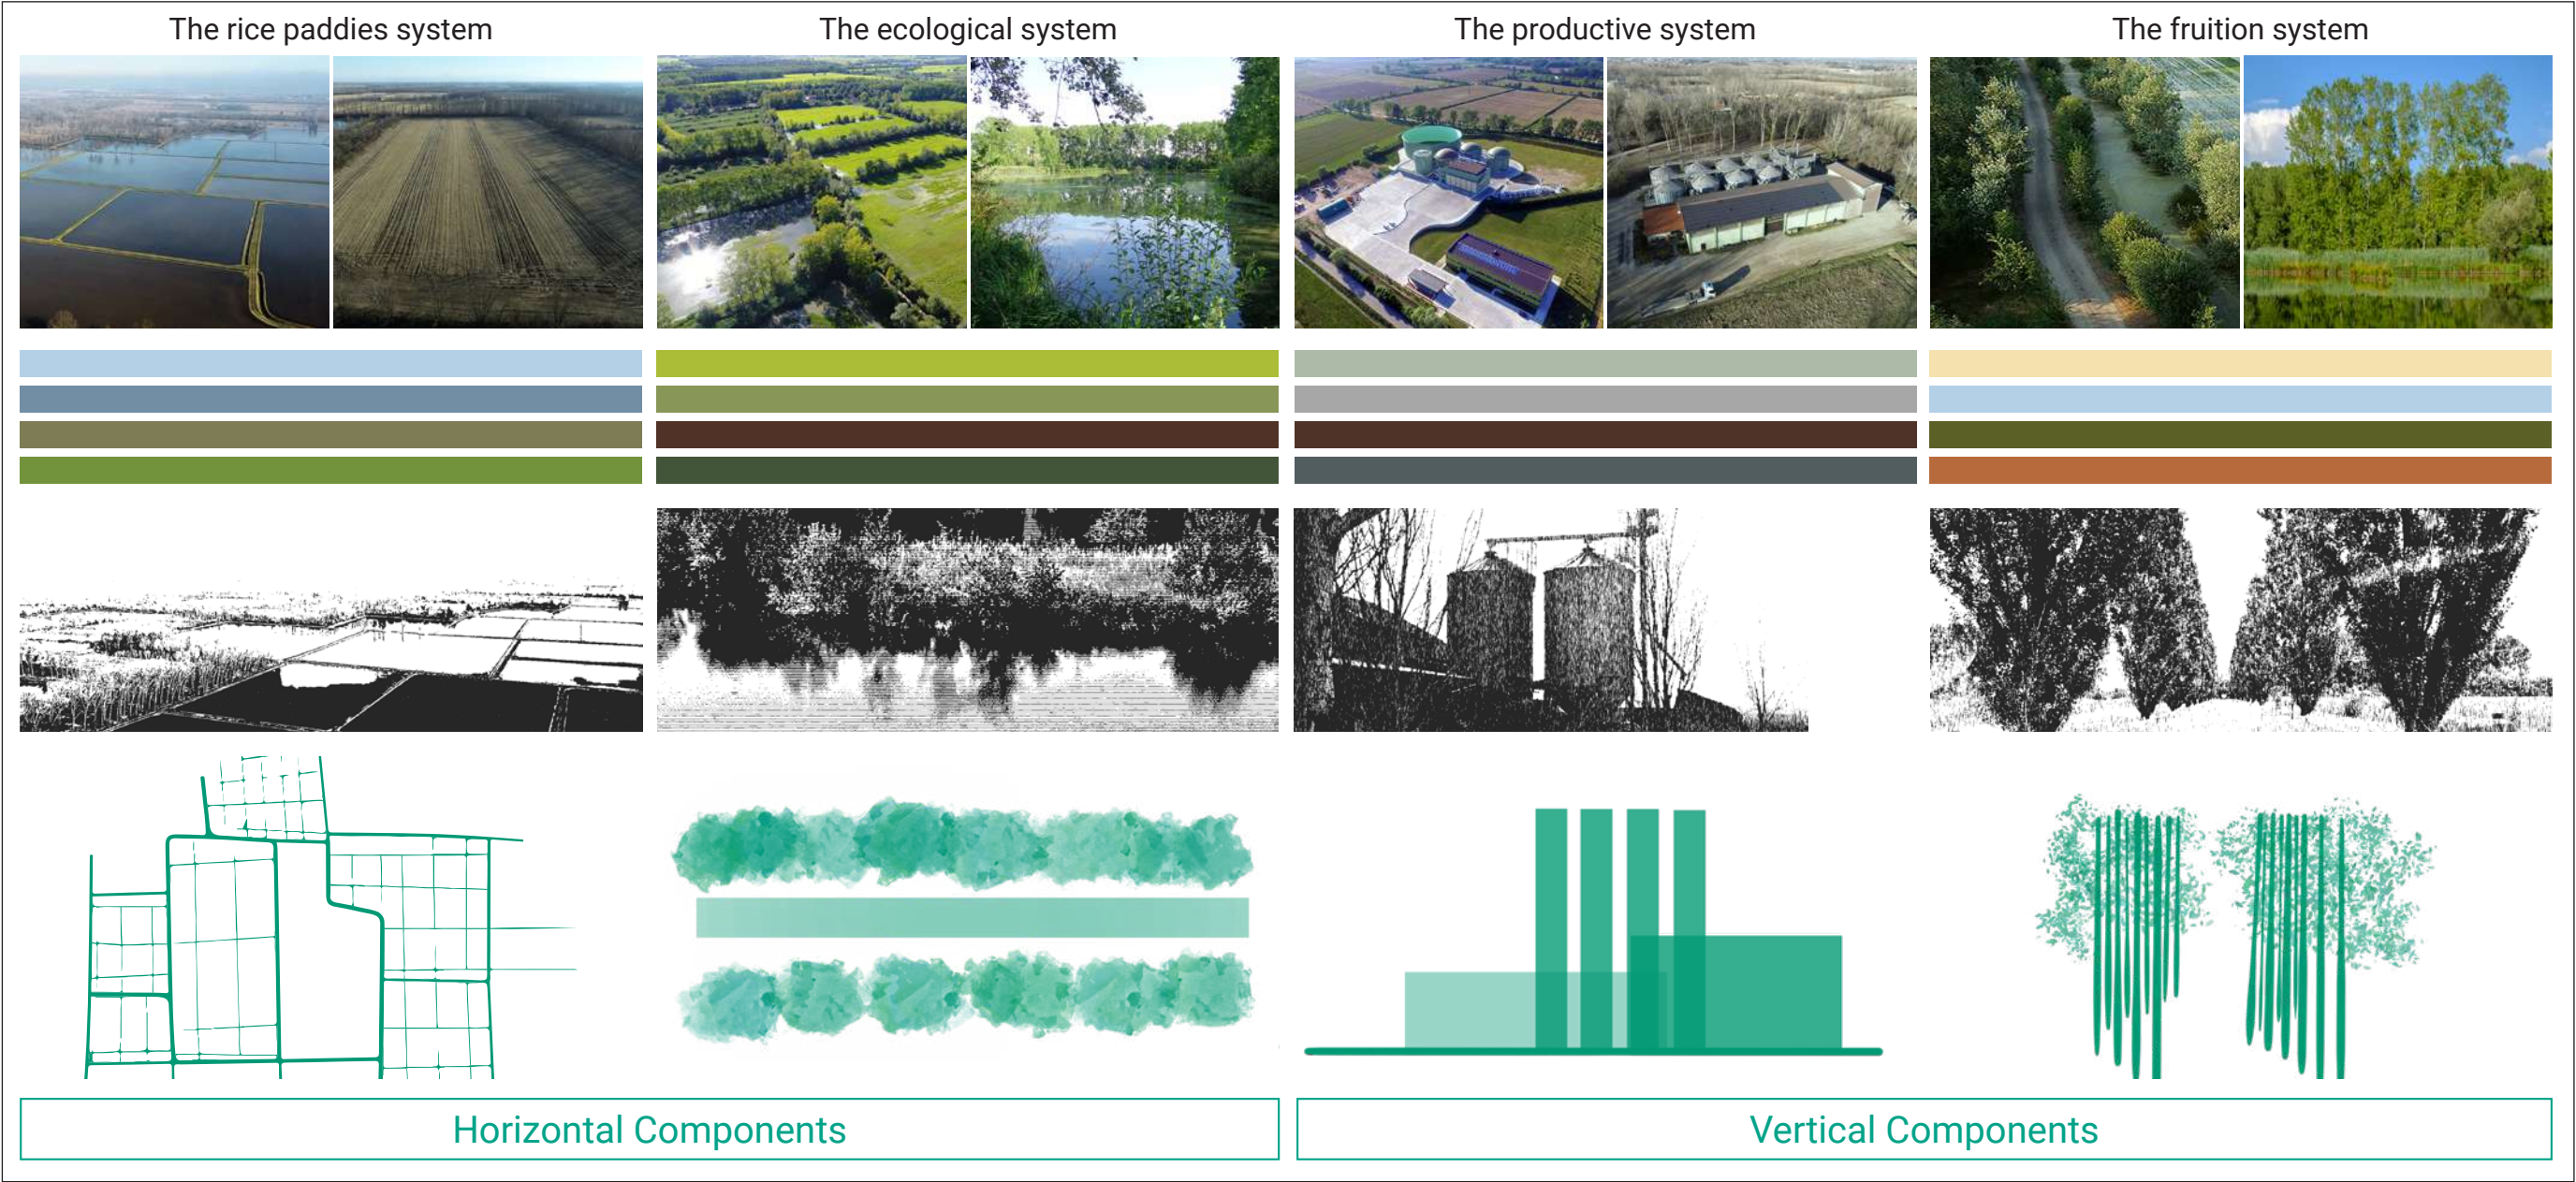 The rice paddies system
The ecological system
The productive system
The fruition system
Horizontal Components
Vertical Components